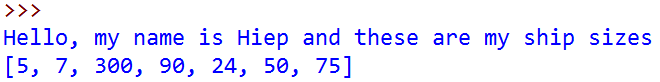 >>>
Hello, my name is Hiep and these are my ship sizes
[5, 7, 300, 90, 24, 50, 75]